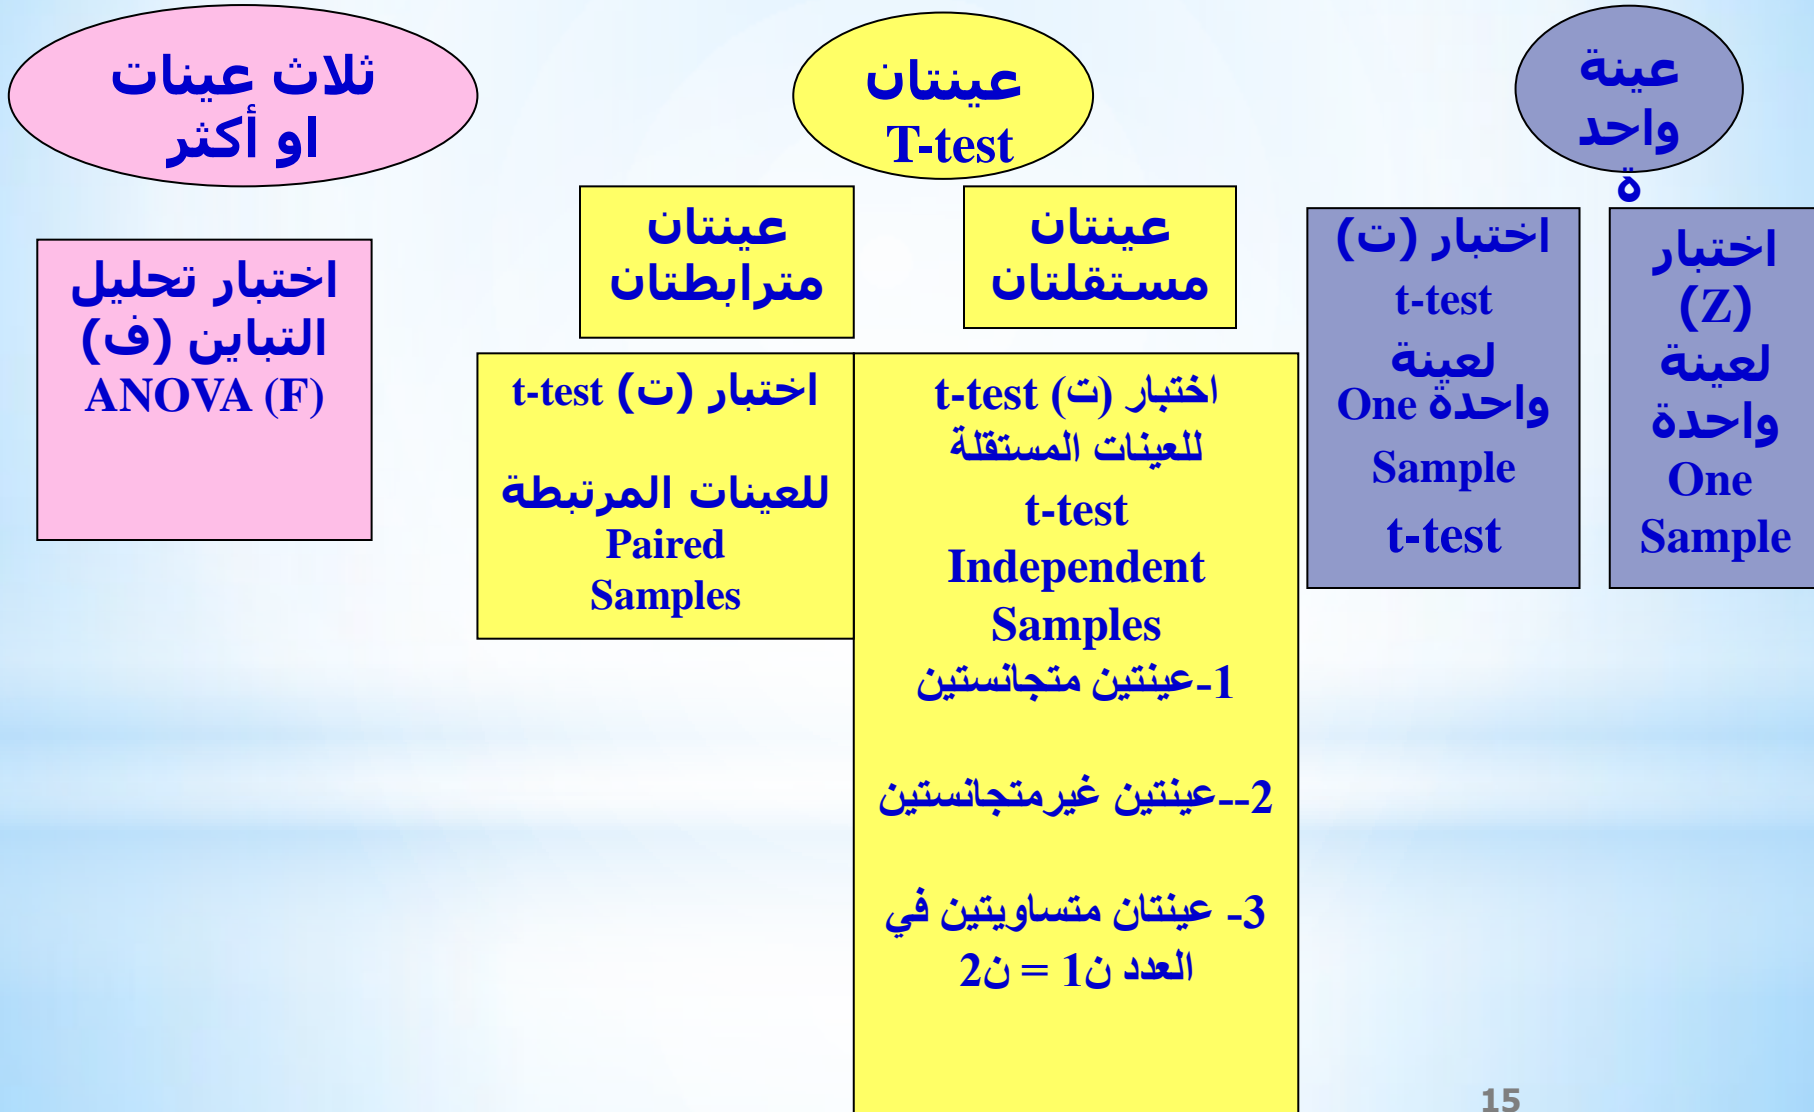 عينة
واحد
ة
اختبار
(Z)
لعينة
واحدة
One
Sample
اختبار (ت)
t-test
لعينة
واحدة One
Sample
t-test
عينتان
T-test
عينتان
مستقلتان
اختبار (ت) t-test
للعينات المستقلة
t-test
Independent
Samples
1-عينتين متجانستين
2--عينتين غيرمتجانستين
3- عينتان متساويتين في
العدد ن1 = ن2
عينتان
مترابطتان
اختبار (ت) t-test
للعينات المرتبطة
Paired
Samples
ثلاث عينات
او أكثر
اختبار تحليل
التباين (ف)
ANOVA (F)
15